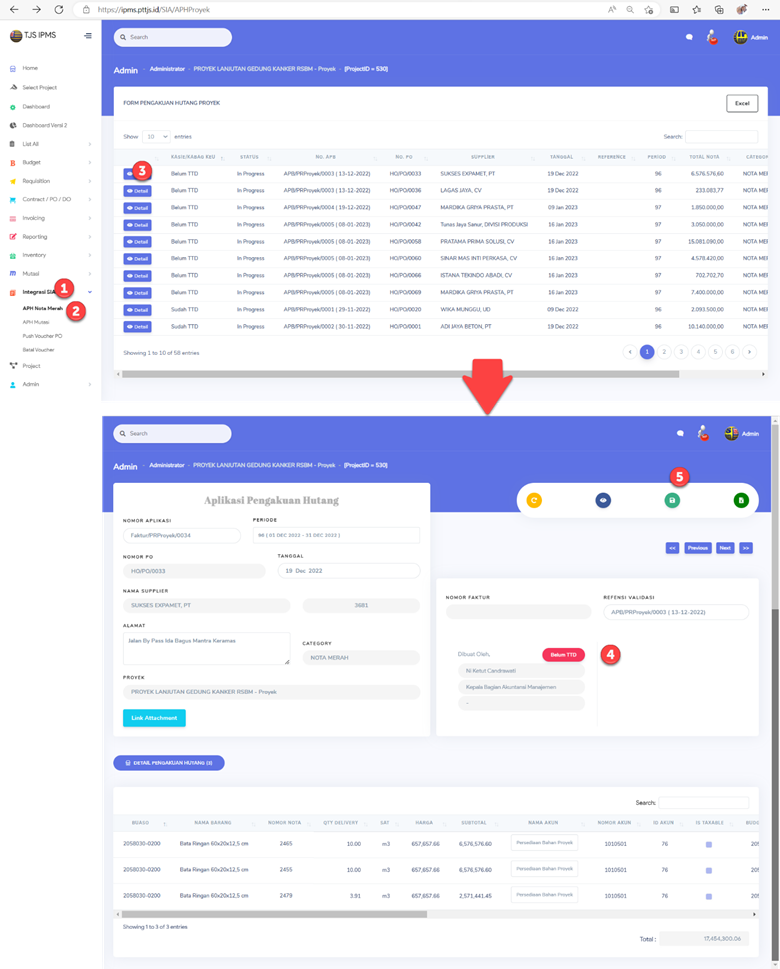 https://ipms.pttjs.id/SIA/APHProyek
TJS IPMS
Search
Admin
Home
Select Project
Dashboard
Dashboard Versi 2
List All
Budget
Requisition
Contract / PO / DO
Invoicing
Reporting
Inventory
Mutasi
Integrasi SIA
1
APH Nota Merah
2
APH Mutasi
Push Voucher PO
Batal Voucher
Project
Admin
Admin - Administrator - PROYEK LANJUTAN GEDUNG KANKER RSBM - Proyek - [ProjectID = 530]
FORM PENGAKUAN HUTANG PROYEK
Excel
Show 10 entries
Search:
KASIE/KABAG KEU STATUS NO. APB NO. PO SUPPLIER TANGGAL REFERENCE PERIOD TOTAL NOTA CATEGOR
3 Belum TTD In Progress APB/PRProyek/0003 ( 13-12-2022) HO/PO/0033 SUKSES EXPAMET, PT 19 Dec 2022 96 6,576,576.60 NOTA MER
Detail Belum TTD In Progress APB/PRProyek/0003 ( 13-12-2022) HO/PO/0036 LAGAS JAYA, CV 19 Dec 2022 96 233,083.77 NOTA MER
Detail Belum TTD In Progress APB/PRProyek/0004 ( 19-12-2022) HO/PO/0047 MARDIKA GRIYA PRASTA, PT 09 Jan 2023 97 1,850,000.00 NOTA MER
Detail Belum TTD In Progress APB/PRProyek/0005 ( 08-01-2023) HO/PO/0042 Tunas Jaya Sanur, DIVISI PRODUKSI 16 Jan 2023 97 3,050,000.00 NOTA MER
Detail Belum TTD In Progress APB/PRProyek/0005 ( 08-01-2023) HO/PO/0058 PRATAMA PRIMA SOLUSI, CV 16 Jan 2023 97 15,081,090.00 NOTA MER
Detail Belum TTD In Progress APB/PRProyek/0005 ( 08-01-2023) HO/PO/0060 SINAR MAS INTI PERKASA, CV 16 Jan 2023 97 4,578,420.00 NOTA MER
Detail Belum TTD In Progress APB/PRProyek/0005 ( 08-01-2023) HO/PO/0066 ISTANA TEKINDO ABADI, CV 16 Jan 2023 97 702,702.70 NOTA MER
Detail Belum TTD In Progress APB/PRProyek/0005 ( 08-01-2023) HO/PO/0069 MARDIKA GRIYA PRASTA, PT 16 Jan 2023 97 7,400,000.00 NOTA MER
Detail Sudah TTD In Progress APB/PRProyek/0001 ( 29-11-2022) HO/PO/0020 WIKA MUNGGU, UD 09 Dec 2022 96 2,093,500.00 NOTA MER
Detail Sudah TTD In Progress APB/PRProyek/0002 ( 30-11-2022) HO/PO/0001 ADI JAYA BETON, PT 19 Dec 2022 96 10,140,000.00 NOTA MER
Showing 1 to 10 of 58 entries
1 2 3 4 5 6
Search
Admin
Admin - Administrator - PROYEK LANJUTAN GEDUNG KANKER RSBM - Proyek - [ProjectID = 530]
5
Aplikasi Pengakuan Hutang
NOMOR APLIKASI PERIODE
Faktur/PRProyek/0034 96 ( 01 DEC 2022 - 31 DEC 2022 )
NOMOR PO TANGGAL
HO/PO/0033 19 Dec 2022
NAMA SUPPLIER
SUKSES EXPAMET, PT 3681
ALAMAT
Jalan By Pass Ida Bagus Mantra Keramas
CATEGORY
NOTA MERAH
PROYEK
PROYEK LANJUTAN GEDUNG KANKER RSBM - Proyek
Link Attachment
<< Previous Next >>
NOMOR FAKTUR REFENSI VALIDASI
APB/PRProyek/0003 ( 13-12-2022)
Dibuat Oleh, Belum TTD 4
Ni Ketut Candrawati
Kepala Bagian Akuntansi Manajemen
-
DETAIL PENGAKUAN HUTANG (3)
Search:
BUASO NAMA BARANG NOMOR NOTA QTY DELIVERY SAT HARGA SUBTOTAL NAMA AKUN NOMOR AKUN ID AKUN IS TAXABLE BUDG
2058030-0200 Bata Ringan 60x20x12,5 cm 2465 10.00 m3 657,657.66 6,576,576.60 Persediaan Bahan Proyek 1010501 76 205
2058030-0200 Bata Ringan 60x20x12,5 cm 2455 10.00 m3 657,657.66 6,576,576.60 Persediaan Bahan Proyek 1010501 76 205
2058030-0200 Bata Ringan 60x20x12,5 cm 2479 3.91 m3 657,657.66 2,571,441.45 Persediaan Bahan Proyek 1010501 76 205
Showing 1 to 3 of 3 entries
Total : 17,454,300.06